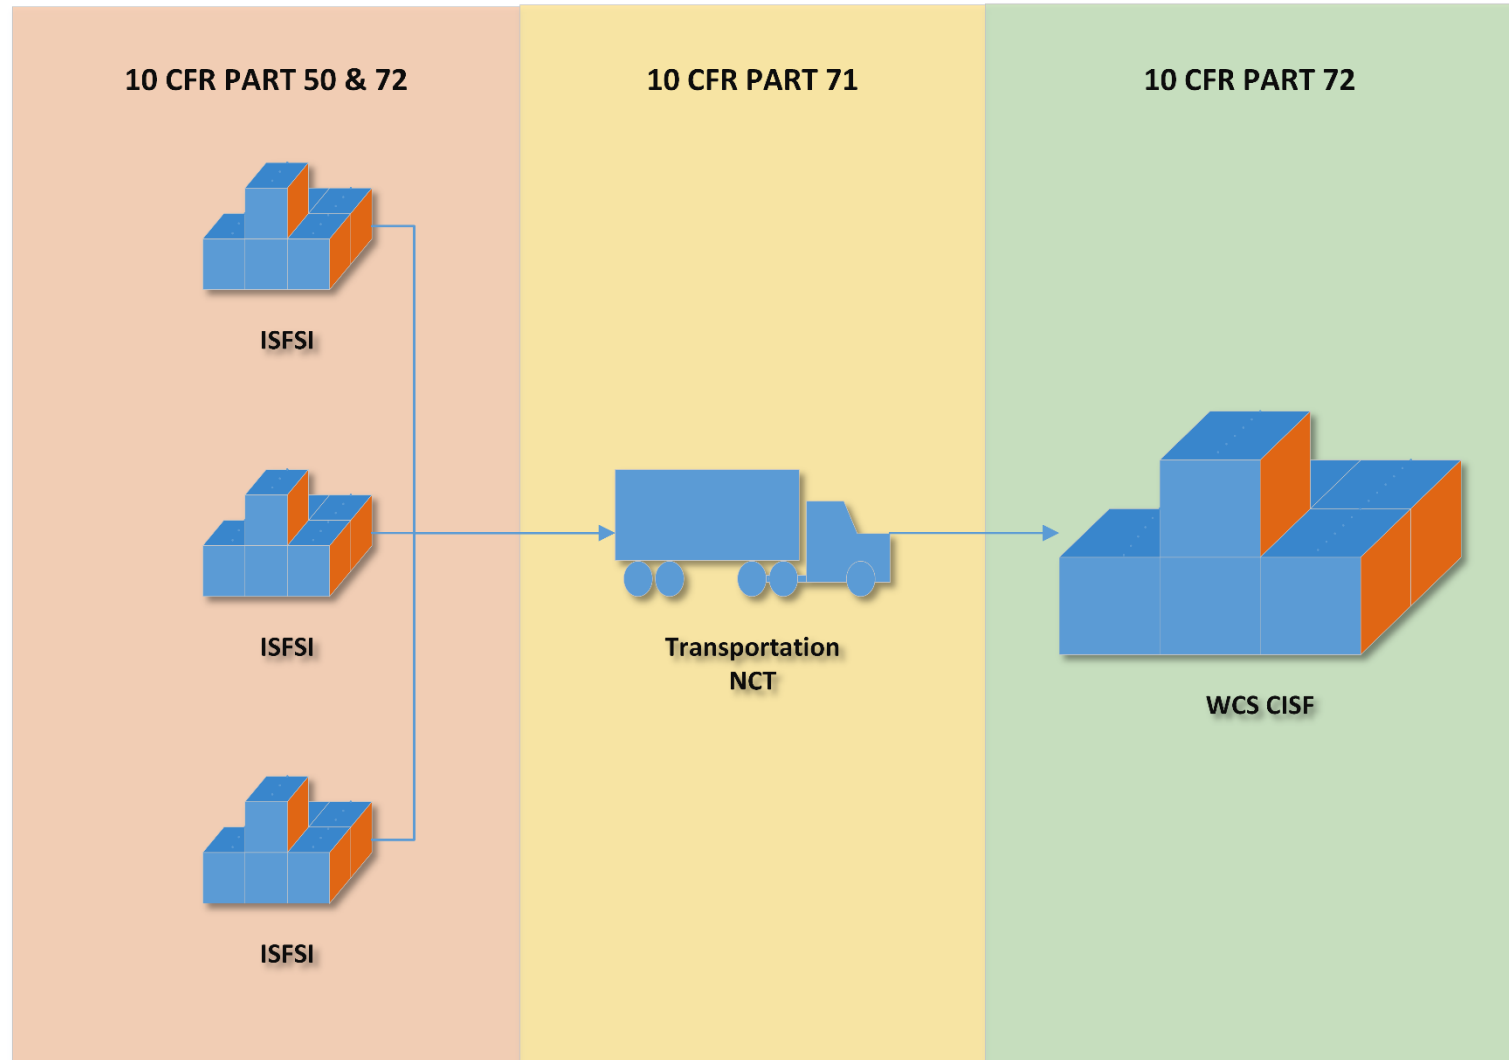 10 CFR PART 50 & 72
10 CFR PART 71
10 CFR PART 72
ISFSI
ISFSI
Transportation
NCT
WCS CISF
ISFSI